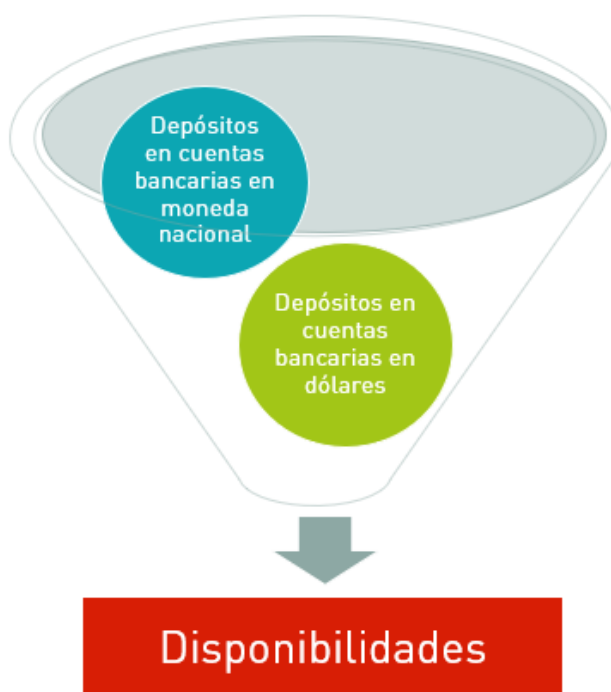 Depósitos
en cuentas
bancarias en
moneda
nacional
Depósitos en
cuentas
bancarias en
dólares
Disponibilidades